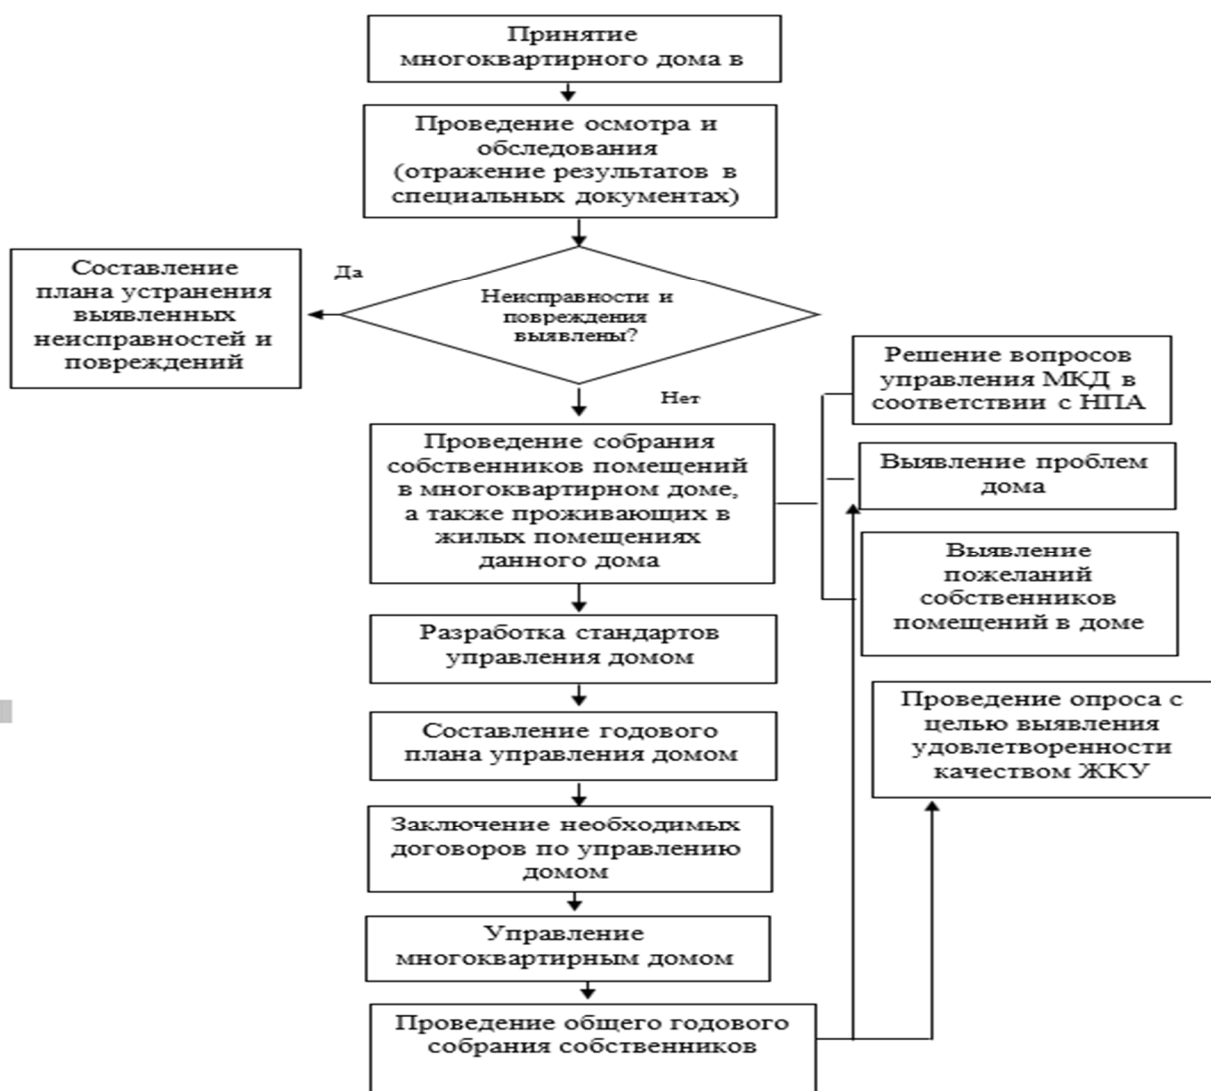 Принятие
многоквартирного дома в
Проведение осмотра и
обследования
(отражение результатов в
специальных документах)
Да
Составление
плана устранения
выявленных
неисправностей и
повреждений
Неисправности и
повреждения
выявлены?
Нет
Решение вопросов
управления МКД в
соответствии с НПА
Проведение собрания
собственников помещений
в многоквартирном доме,
а также проживающих в
жилых помещениях
данного дома
Выявление проблем
дома
Выявление
пожеланий
собственников
помещений в доме
Разработка стандартов
управления домом
Проведение опроса с
целью выявления
удовлетворенности
качеством ЖКУ
Составление годового
плана управления домом
Заключение необходимых
договоров по управлению
домом
Управление
многоквартирным домом
Проведение общего годового
собрания собственников